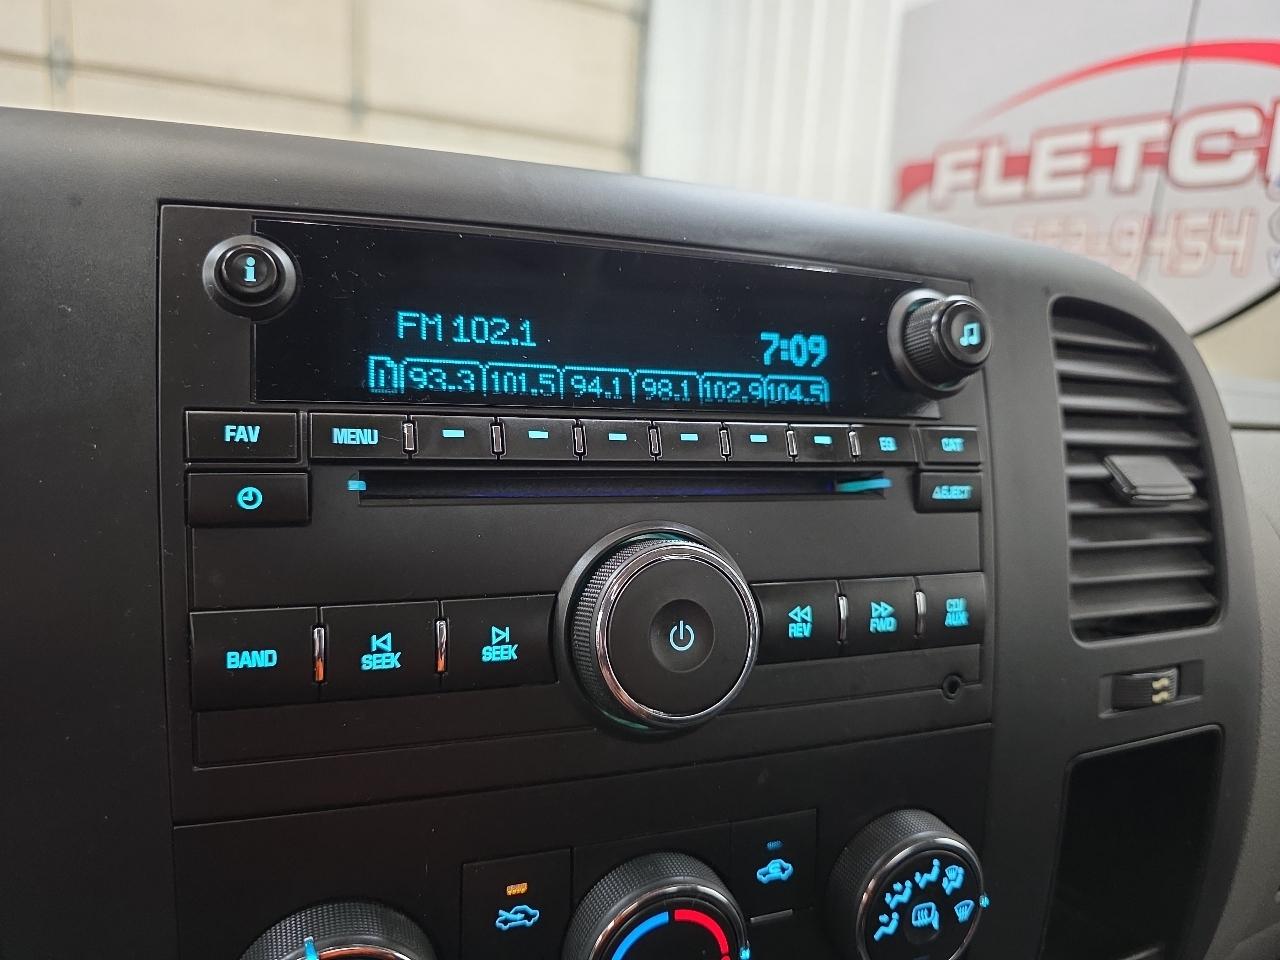 FLETC
9454
i
FM 102.1
7:09
93.3 101.5 94.1 98.1 102.9 104.5
FAV MENU EQ CAT
EJECT
BAND SEEK SEEK REV FWD CD/AUX